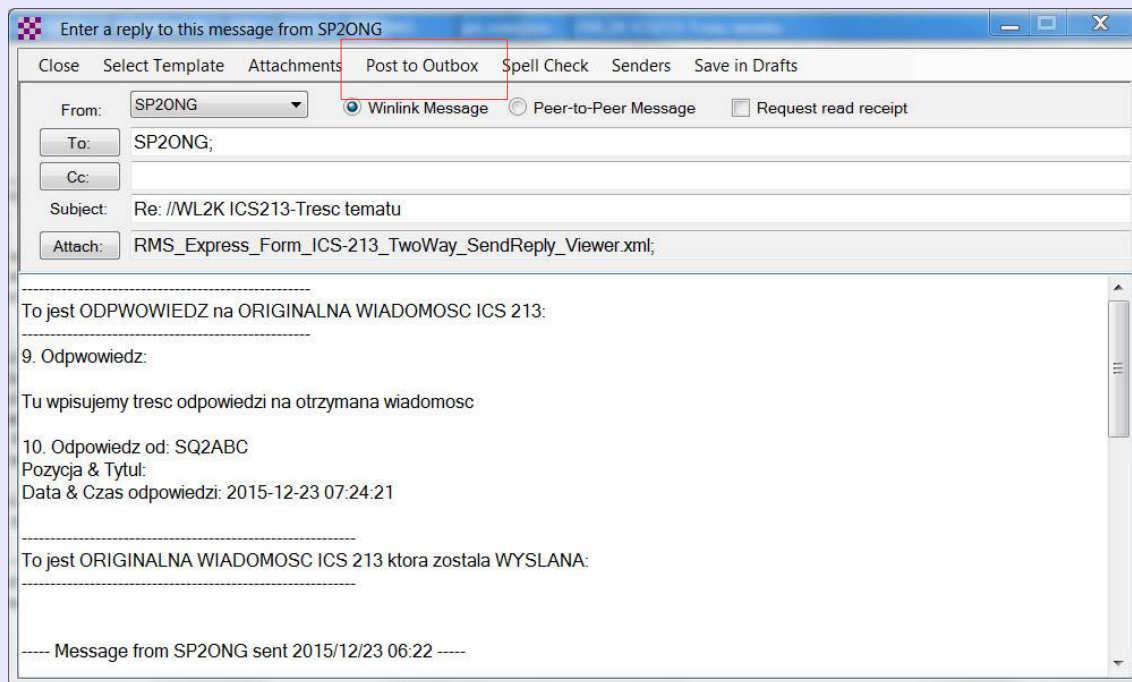 Enter a reply to this message from SP2ONG
Close Select Template Attachments Post to Outbox Spell Check Senders Save in Drafts
From: SP2ONG Winlink Message Peer-to-Peer Message Request read receipt
To: SP2ONG;
Cc:
Subject: Re: //WL2K ICS213-Tresc tematu
Attach: RMS_Express_Form_ICS-213_TwoWay_SendReply_Viewer.xml;
----------------------------------------------------
To jest ODPWOWIEDZ na ORIGINALNA WIADOMOSC ICS 213:
----------------------------------------------------
9. Odpwowiedz:
Tu wpisujemy tresc odpowiedzi na otrzymana wiadomosc
10. Odpowiedz od: SQ2ABC
Pozycja & Tytul:
Data & Czas odpowiedzi: 2015-12-23 07:24:21
------------------------------------------------------------
To jest ORIGINALNA WIADOMOSC ICS 213 ktora zostala WYSLANA:
------------------------------------------------------------
----- Message from SP2ONG sent 2015/12/23 06:22 -----